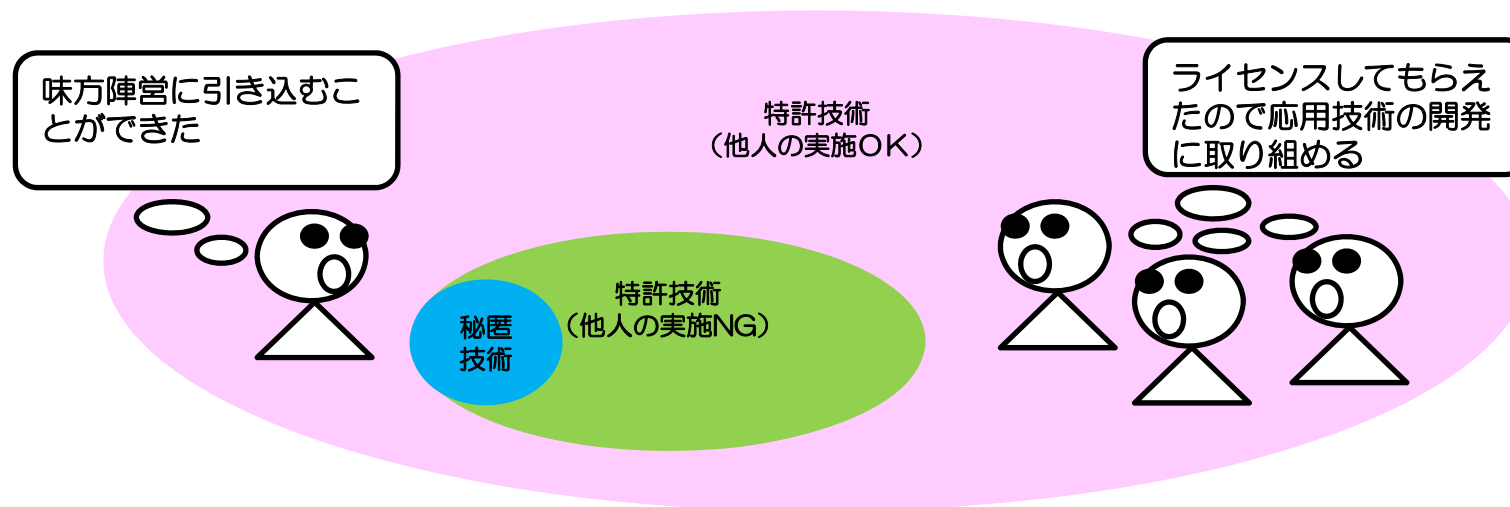 味方陣営に引き込むこ
とができた
特許技術
（他人の実施ＯＫ）
ライセンスしてもらえ
たので応用技術の開発
に取り組める
特許技術
（他人の実施NG）
秘匿
技術